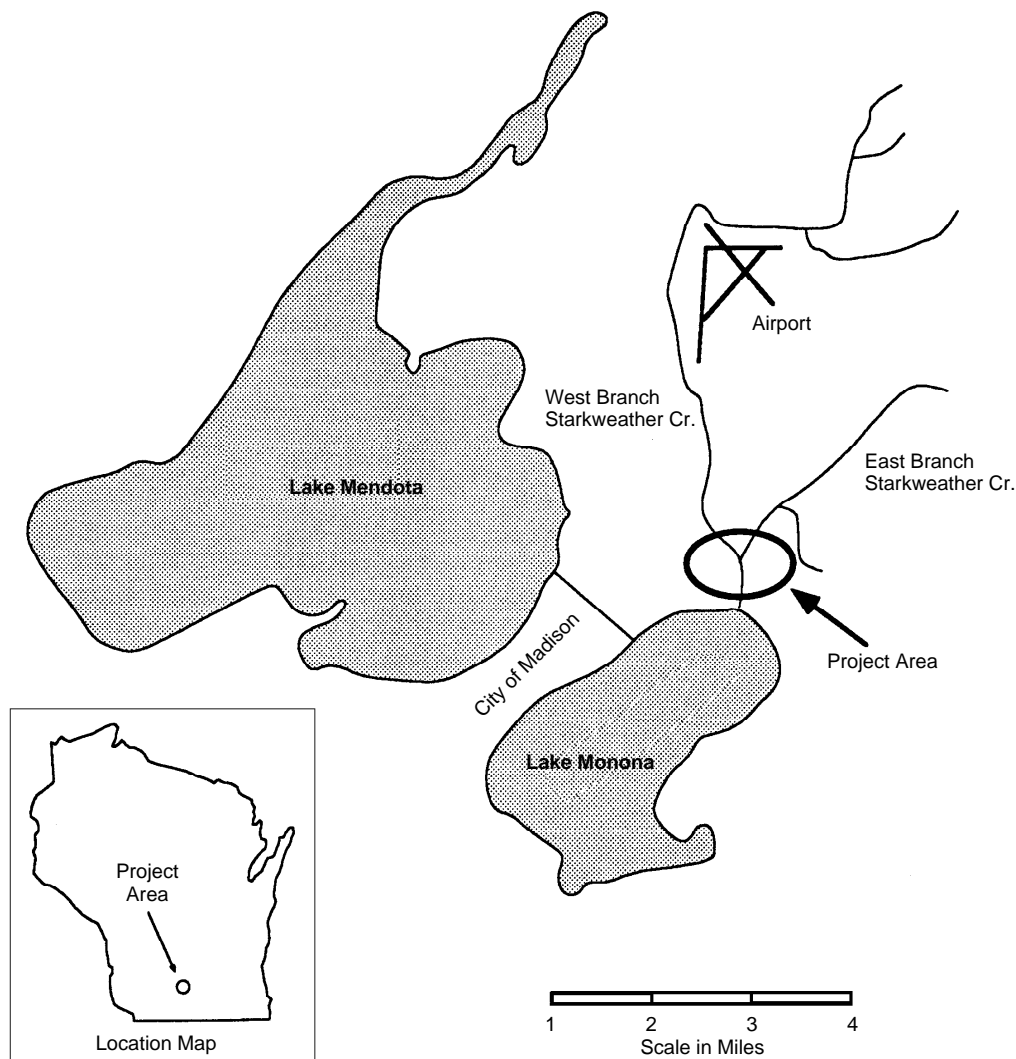 Airport
West Branch
Starkweather Cr.
East Branch
Starkweather Cr.
Lake Mendota
City of Madison
Project Area
Lake Monona
Project
Area
Location Map
1 2 3 4
Scale in Miles